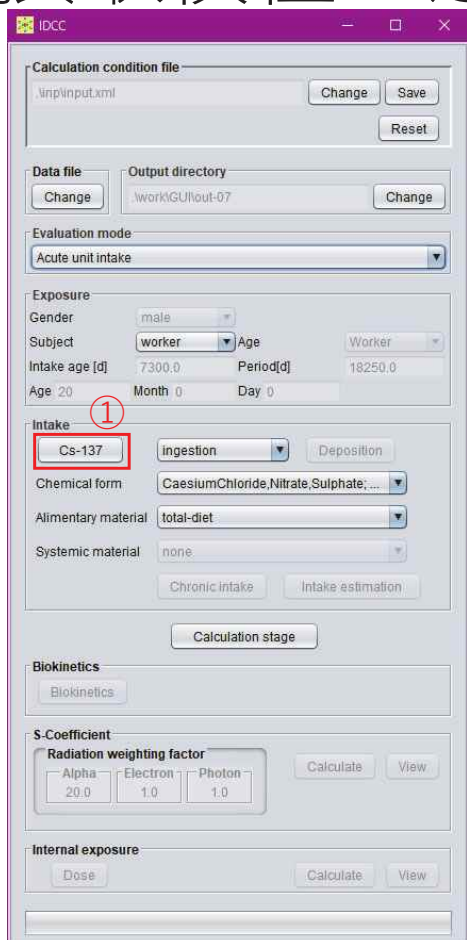 IDCC
Calculation condition file
.\inp\input.xml Change Save
Reset
Data file Output directory
Change .\work\GUI\out-07 Change
Evaluation mode
Acute unit intake
Exposure
Gender male
Subject worker Age Worker
Intake age [d] 7300.0 Period[d] 18250.0
Age 20 Month 0 Day 0
①
Intake
Cs-137 ingestion Deposition
Chemical form CaesiumChloride,Nitrate,Sulphate; ...
Alimentary material total-diet
Systemic material none
Chronic intake Intake estimation
Calculation stage
Biokinetics
Biokinetics
S-Coefficient
Radiation weighting factor
Alpha Electron Photon
20.0 1.0 1.0
Calculate View
Internal exposure
Dose Calculate View